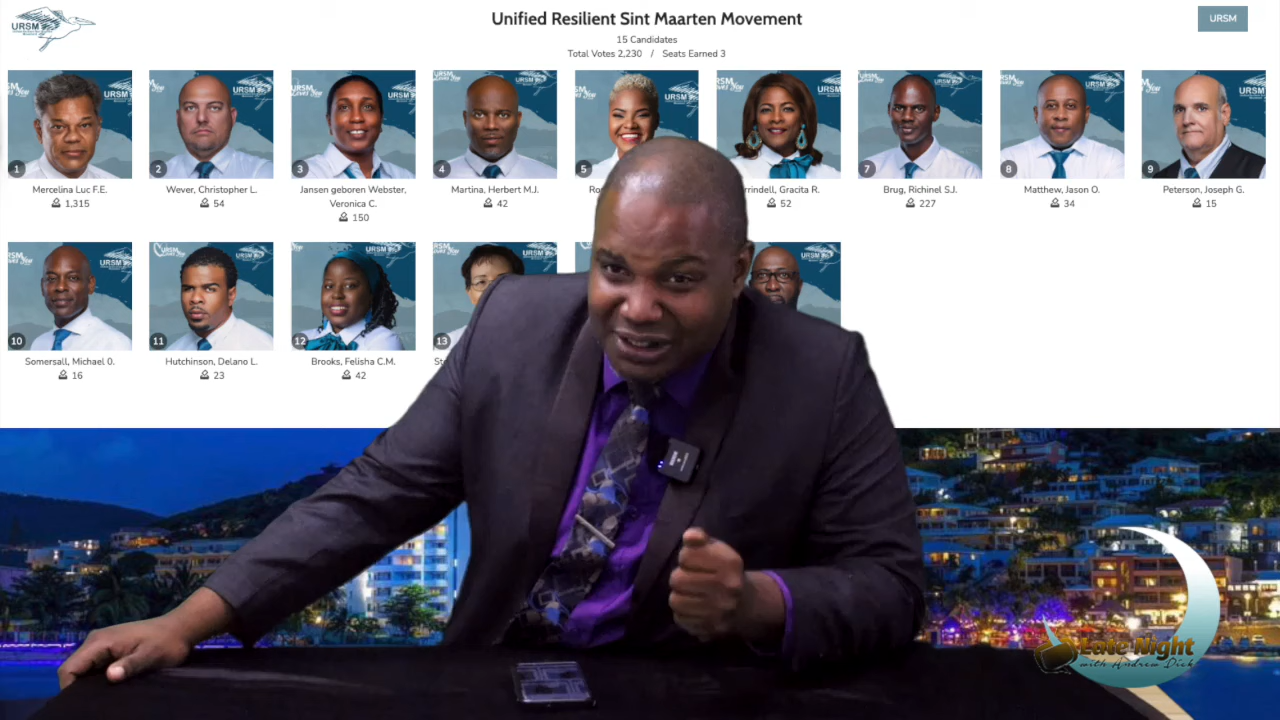 URSM
Unified Resilient Sint Maarten Movement
URSM
15 Candidates
Total Votes 2,230 / Seats Earned 3
1
2
3
4
5
7
8
9
Mercelina Luc F.E.
1,315
Wever, Christopher L.
54
Jansen geboren Webster,
Veronica C.
150
Martina, Herbert M.J.
42
Gracita R.
52
Brug, Richinel S.J.
227
Matthew, Jason O.
34
Peterson, Joseph G.
15
10
11
12
13
Somersall, Michael O.
16
Hutchinson, Delano L.
23
Brooks, Felisha C.M.
42
Late Night
with Andrew Dick